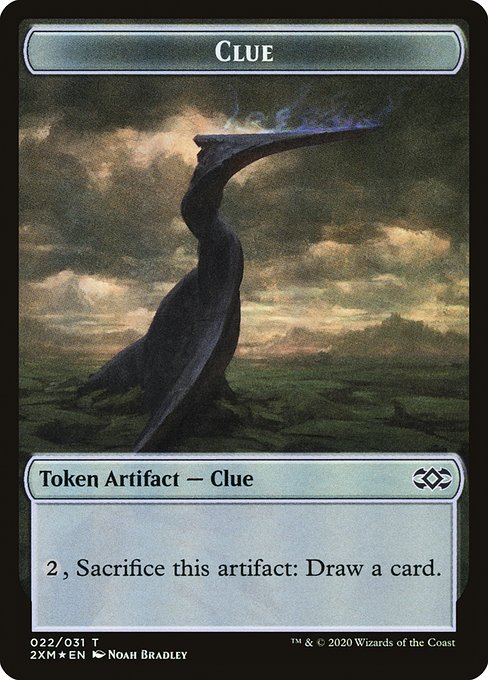 CLUE
Token Artifact — Clue
2, Sacrifice this artifact: Draw a card.
022/031 T
2XM★EN NOAH BRADLEY
™ & © 2020 Wizards of the Coast